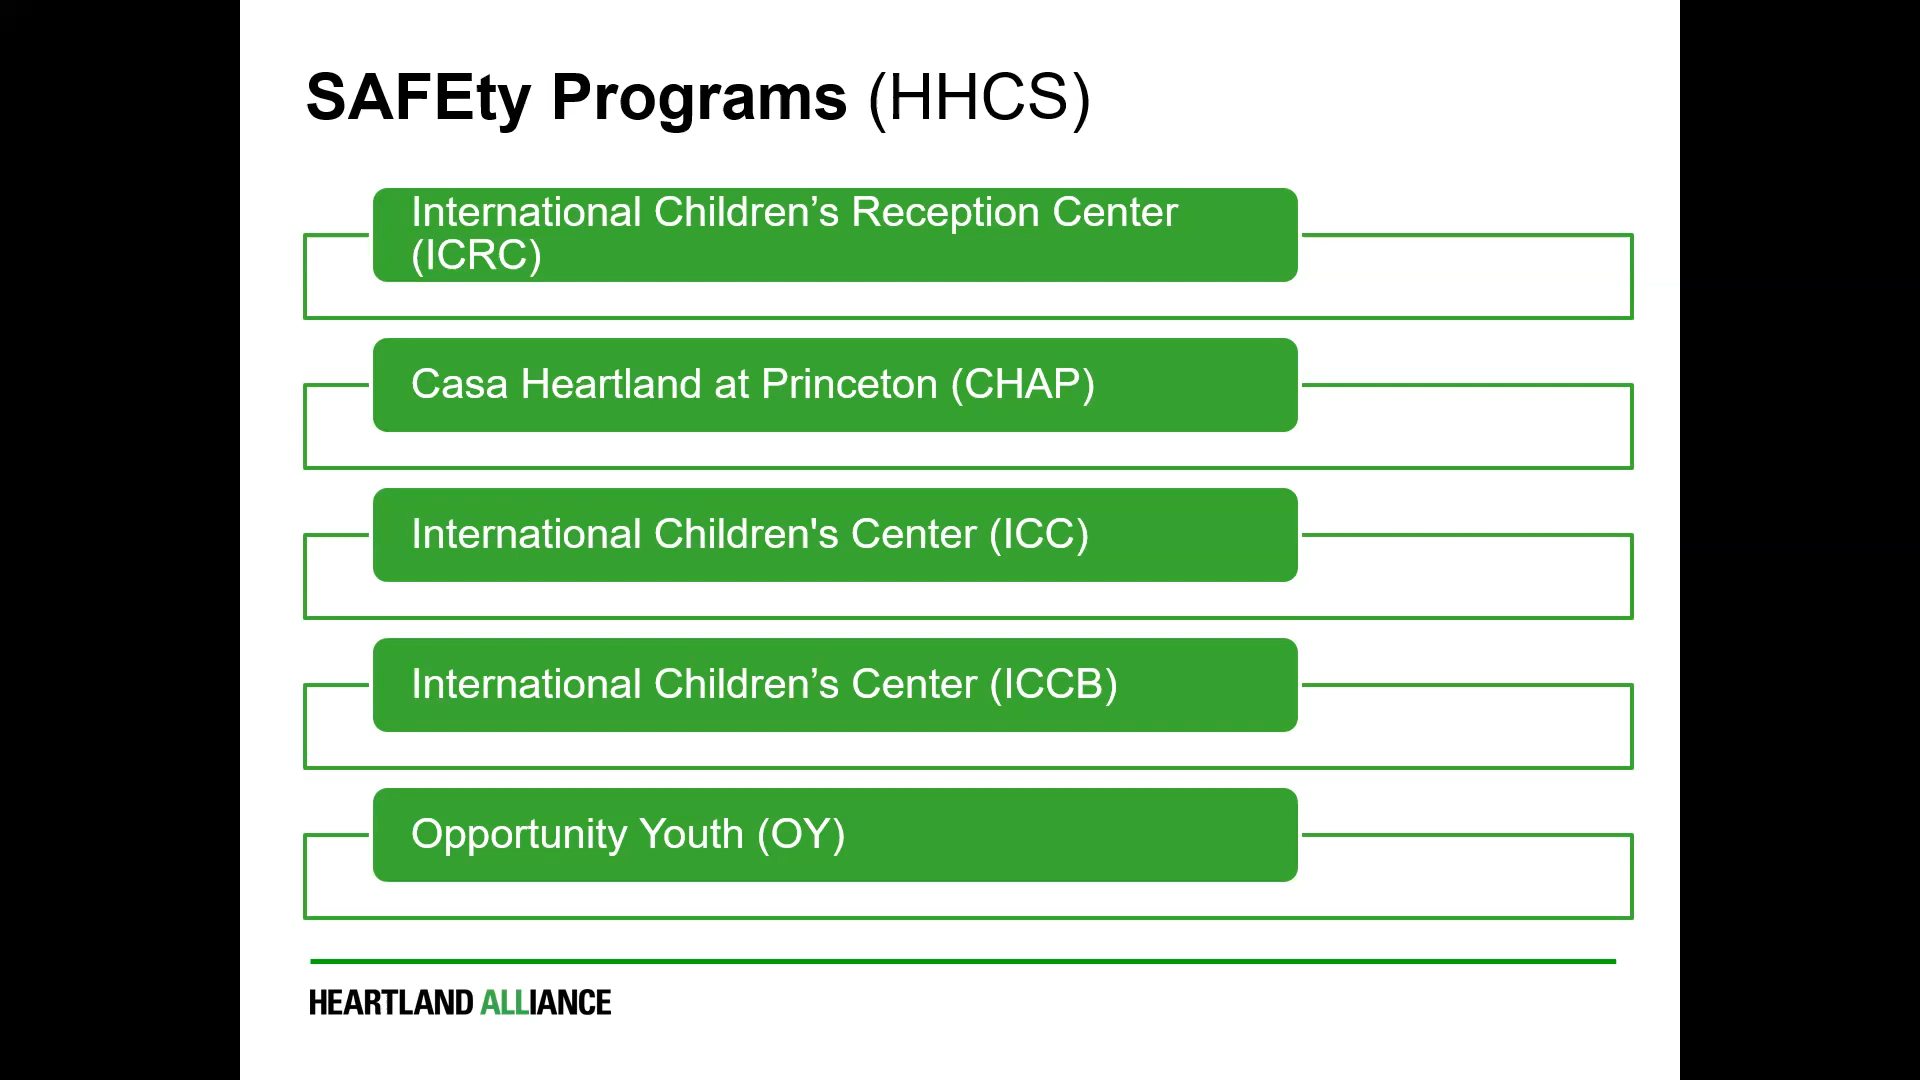 SAFEty Programs (HHCS)
International Children’s Reception Center
(ICRC)
Casa Heartland at Princeton (CHAP)
International Children's Center (ICC)
International Children’s Center (ICCB)
Opportunity Youth (OY)
HEARTLAND ALLIANCE